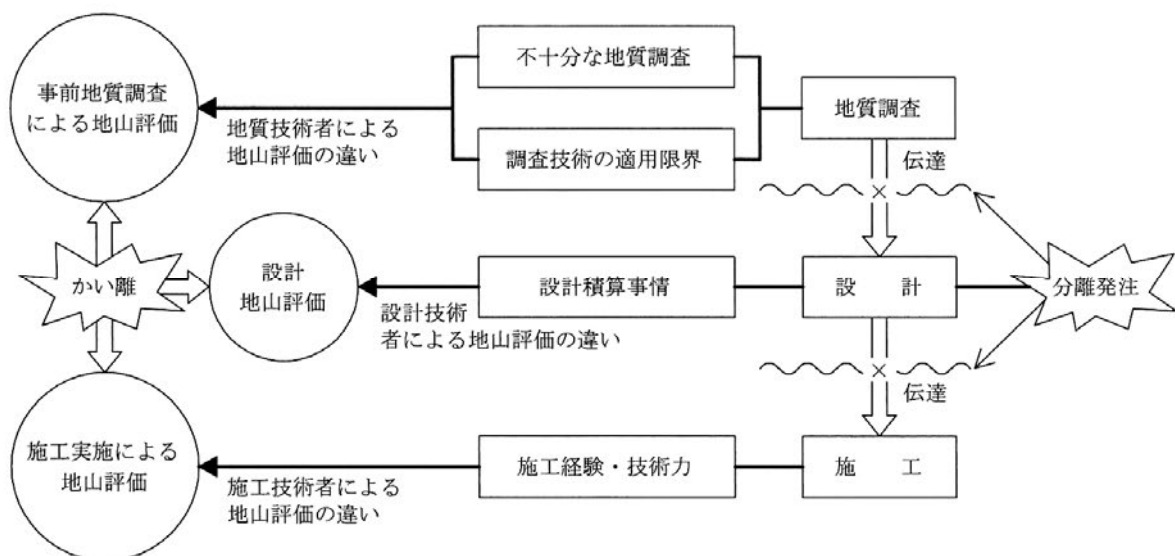 不十分な地質調査
事前地質調査
による地山評価
地質調査
地質技術者による
地山評価の違い
調査技術の適用限界
伝達
×
かい離
設計
地山評価
設計積算事情
設　計
分離発注
設計技術
者による地山評価の違い
×
伝達
施工実施による
地山評価
施工経験・技術力
施　工
施工技術者による
地山評価の違い